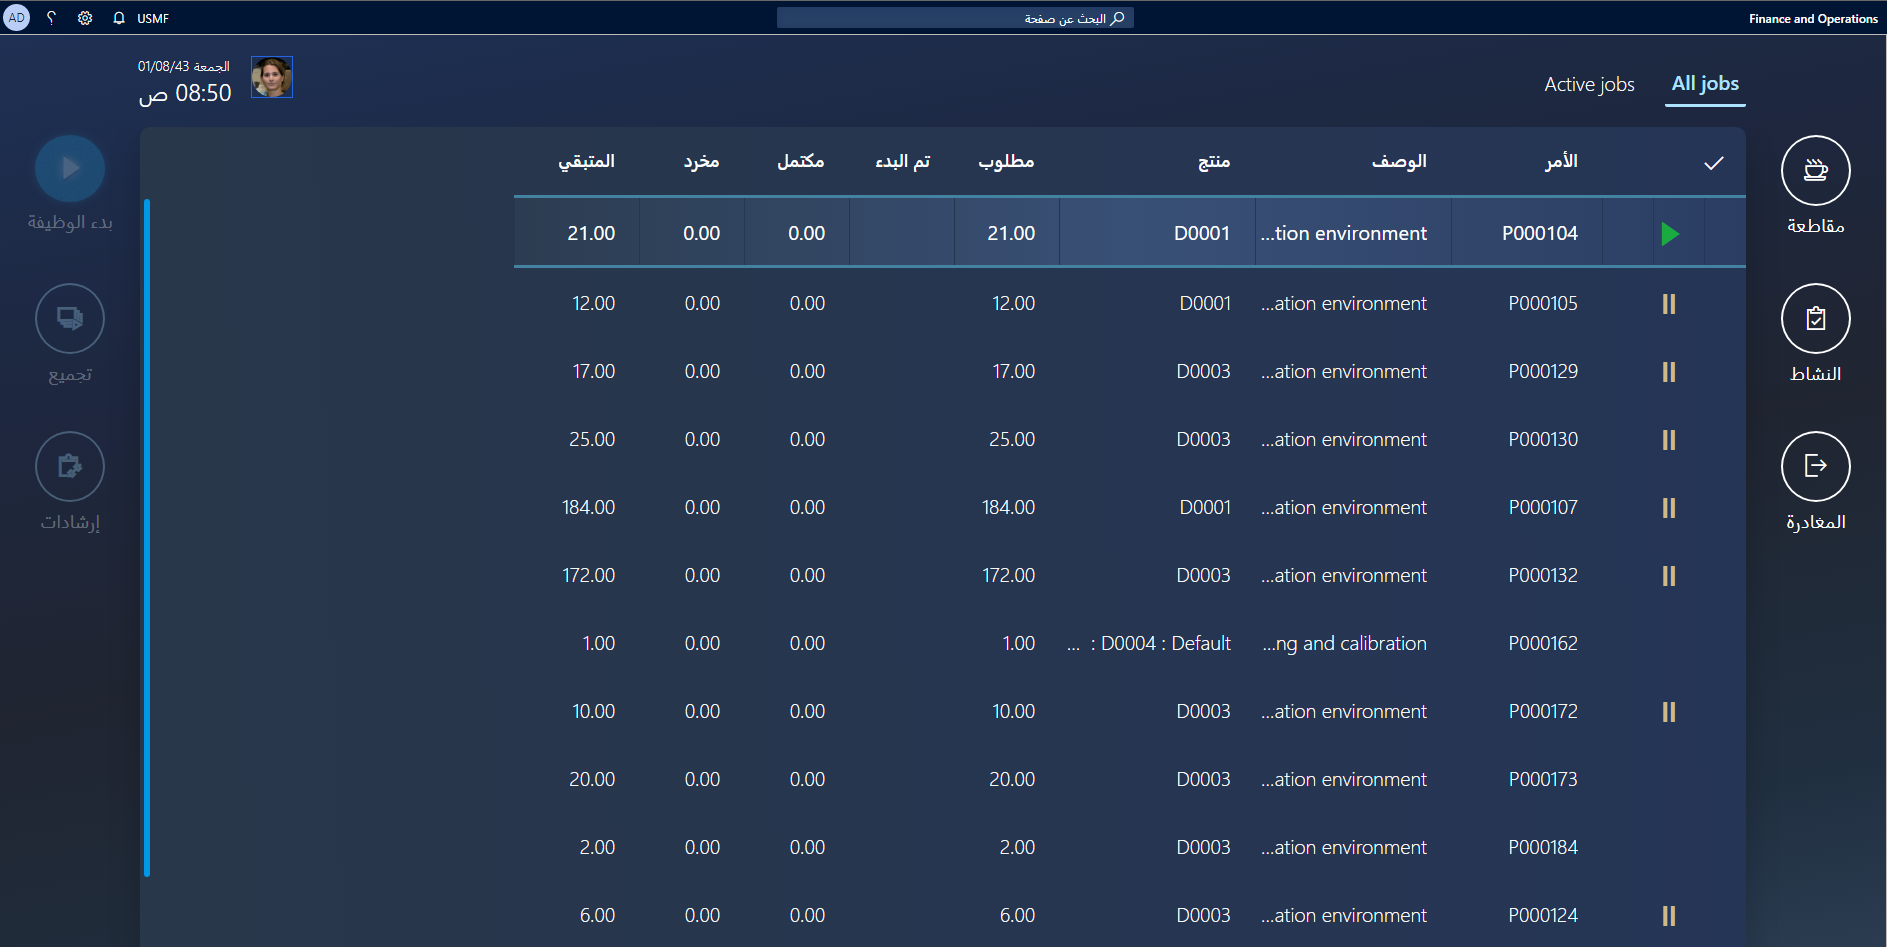 Finance and Operations
البحث عن صفحة
USMF
AD
All jobs
Active jobs
الجمعة 01/08/43
08:50 ص
مقاطعة
النشاط
المغادرة
الأمر الوصف منتج مطلوب تم البدء مكتمل مخرد المتبقي
P000104 ...tion environment D0001 21.00 0.00 0.00 21.00
P000105 ...ation environment D0001 12.00 0.00 0.00 12.00
P000129 ...ation environment D0003 17.00 0.00 0.00 17.00
P000130 ...ation environment D0003 25.00 0.00 0.00 25.00
P000107 ...ation environment D0001 184.00 0.00 0.00 184.00
P000132 ...ation environment D0003 172.00 0.00 0.00 172.00
P000162 ...ng and calibration ... : D0004 : Default 1.00 0.00 0.00 1.00
P000172 ...ation environment D0003 10.00 0.00 0.00 10.00
P000173 ...ation environment D0003 20.00 0.00 0.00 20.00
P000184 ...ation environment D0003 2.00 0.00 0.00 2.00
P000124 ...ation environment D0003 6.00 0.00 0.00 6.00
بدء الوظيفة
تجميع
إرشادات